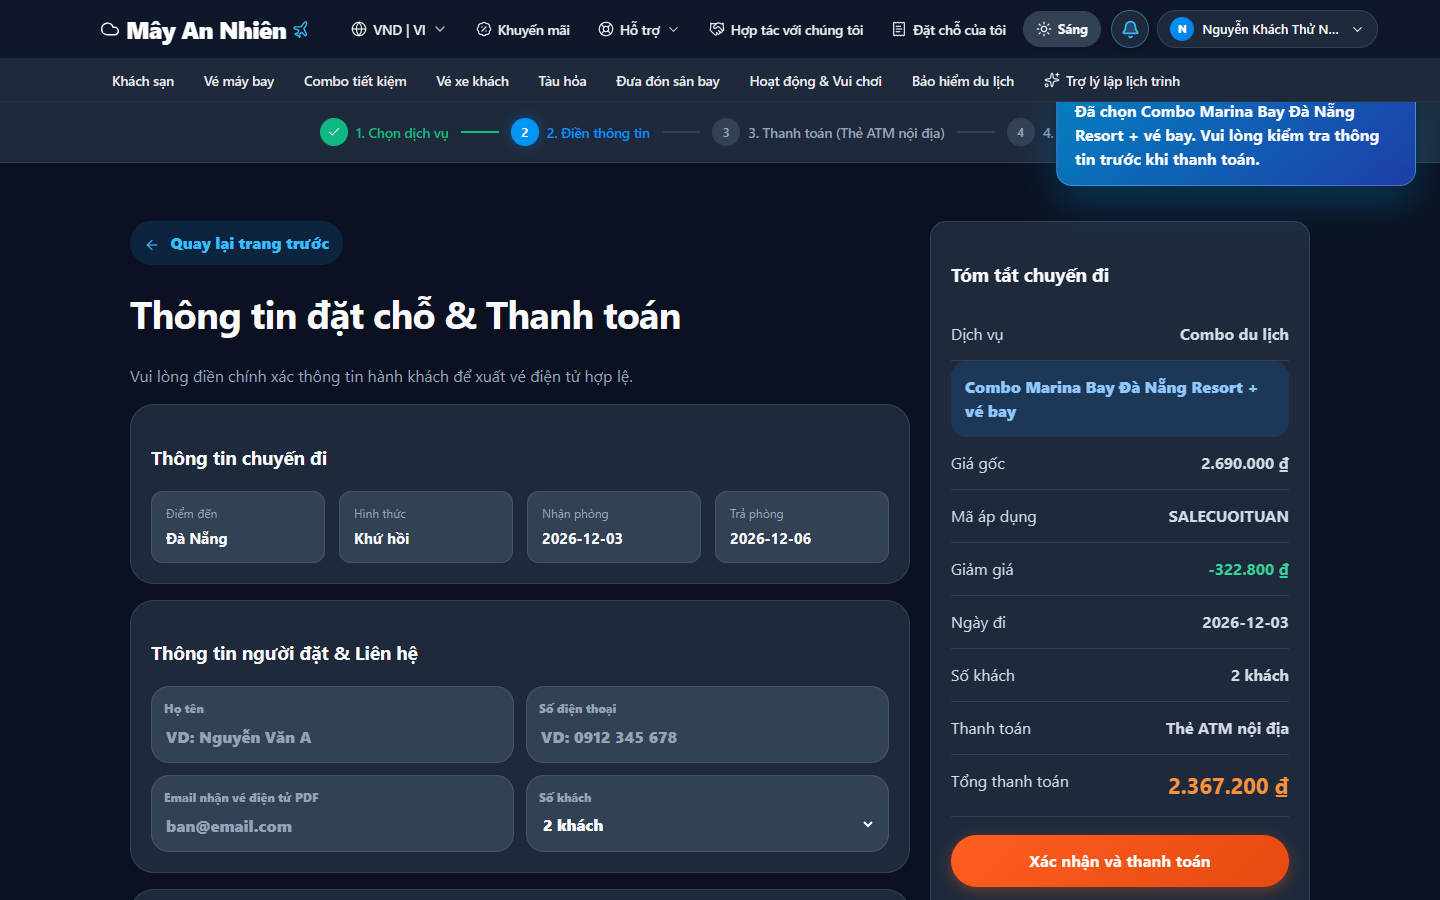 Mây An Nhiên
VND | VI
Khuyến mãi
Hỗ trợ
Hợp tác với chúng tôi
Đặt chỗ của tôi
Sáng
N
Nguyễn Khách Thử N...
Khách sạn
Vé máy bay
Combo tiết kiệm
Vé xe khách
Tàu hỏa
Đưa đón sân bay
Hoạt động & Vui chơi
Bảo hiểm du lịch
Trợ lý lập lịch trình
1. Chọn dịch vụ
2
2. Điền thông tin
3
3. Thanh toán (Thẻ ATM nội địa)
4
4.
Đã chọn Combo Marina Bay Đà Nẵng
Resort + vé bay. Vui lòng kiểm tra thông
tin trước khi thanh toán.
Quay lại trang trước
Thông tin đặt chỗ & Thanh toán
Vui lòng điền chính xác thông tin hành khách để xuất vé điện tử hợp lệ.
Thông tin chuyến đi
Điểm đến
Đà Nẵng
Hình thức
Khứ hồi
Nhận phòng
2026-12-03
Trả phòng
2026-12-06
Thông tin người đặt & Liên hệ
Họ tên
VD: Nguyễn Văn A
Số điện thoại
VD: 0912 345 678
Email nhận vé điện tử PDF
ban@email.com
Số khách
2 khách
Tóm tắt chuyến đi
Dịch vụ
Combo du lịch
Combo Marina Bay Đà Nẵng Resort +
vé bay
Giá gốc
2.690.000 ₫
Mã áp dụng
SALECUOITUAN
Giảm giá
-322.800 ₫
Ngày đi
2026-12-03
Số khách
2 khách
Thanh toán
Thẻ ATM nội địa
Tổng thanh toán
2.367.200 ₫
Xác nhận và thanh toán